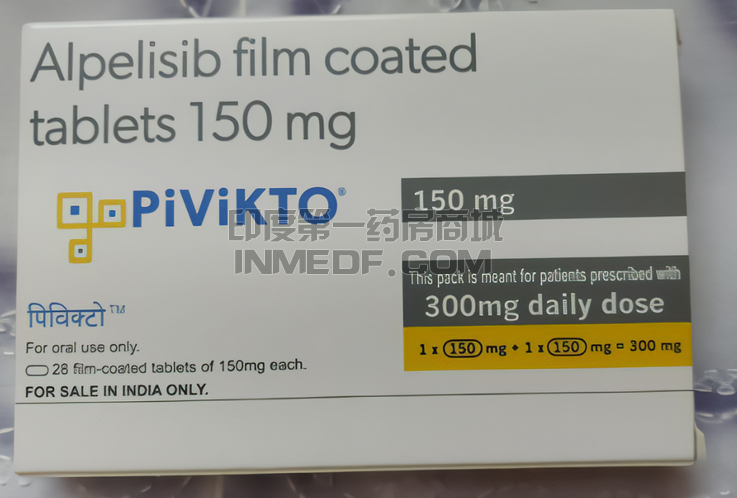 Alpelisib film coated
tablets 150 mg
PiViKTO®
150 mg
印度第一药房商城
INMEDF.COM
This pack is meant for patients prescribed with
300mg daily dose
1 x 150 mg + 1 x 150 mg = 300 mg
पिविक्टो™
For oral use only.
28 film-coated tablets of 150mg each.
FOR SALE IN INDIA ONLY.